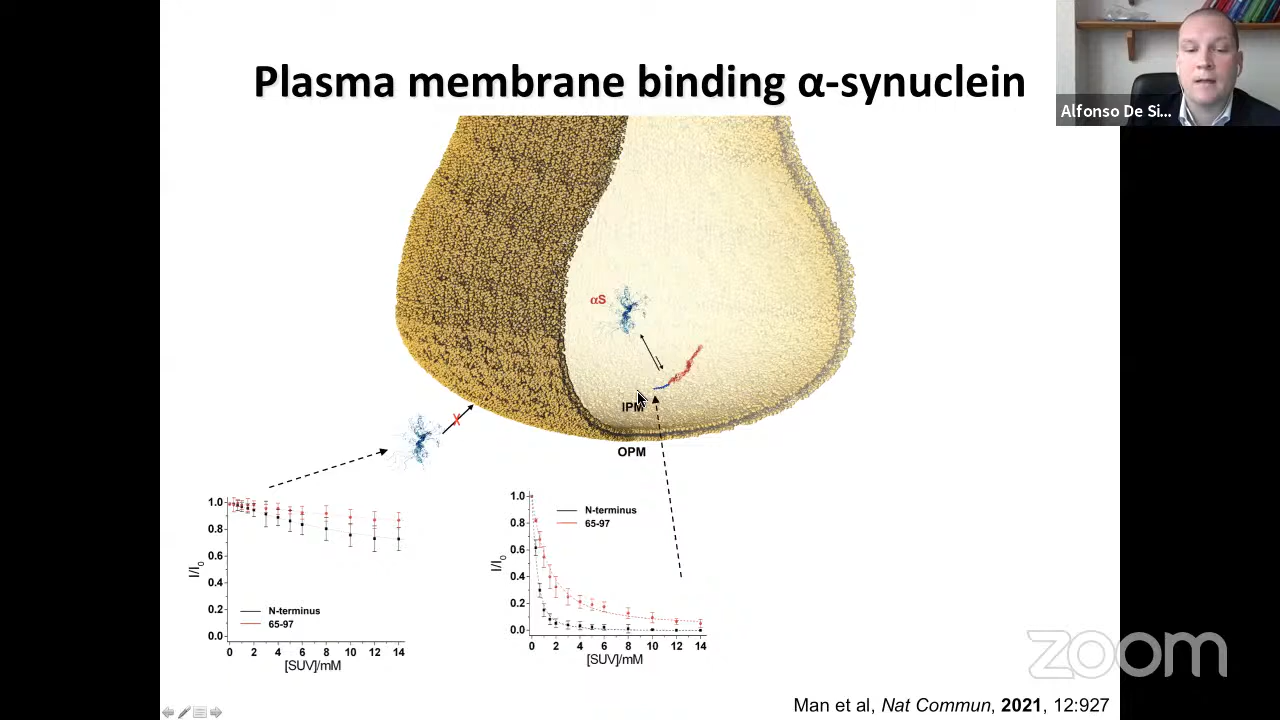 Plasma membrane binding α-synuclein
Alfonso De Si...
αS
IPM
X
OPM
1.0
0.8
0.6
0.4
0.2
0.0
I/I₀
N-terminus
65-97
0 2 4 6 8 10 12 14
[SUV]/mM
1.0
0.8
0.6
0.4
0.2
0.0
I/I₀
N-terminus
65-97
0 2 4 6 8 10 12 14
[SUV]/mM
zoom
Man et al, Nat Commun, 2021, 12:927